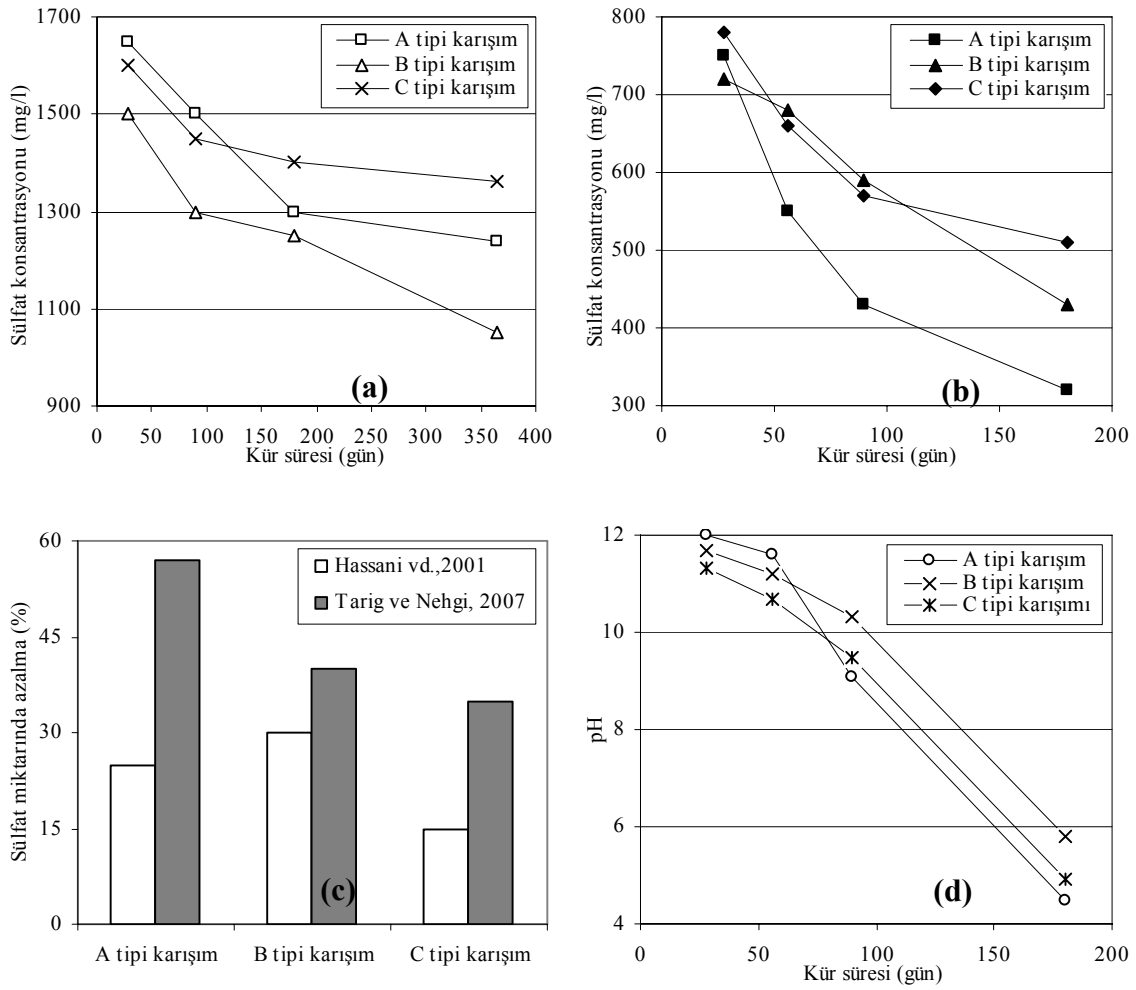 1700
1500
1300
1100
900
Sülfat konsantrasyonu (mg/l)
A tipi karışım
B tipi karışım
C tipi karışım
(a)
0 50 100 150 200 250 300 350 400
Kür süresi (gün)
800
700
600
500
400
300
Sülfat konsantrasyonu (mg/l)
A tipi karışım
B tipi karışım
C tipi karışım
(b)
0 50 100 150 200
Kür süresi (gün)
60
45
30
15
0
Sülfat miktarında azalma (%)
Hassani vd.,2001
Tarig ve Nehgi, 2007
(c)
A tipi karışım B tipi karışım C tipi karışım
12
10
8
6
4
pH
A tipi karışım
B tipi karışım
C tipi karışımı
(d)
0 50 100 150 200
Kür süresi (gün)